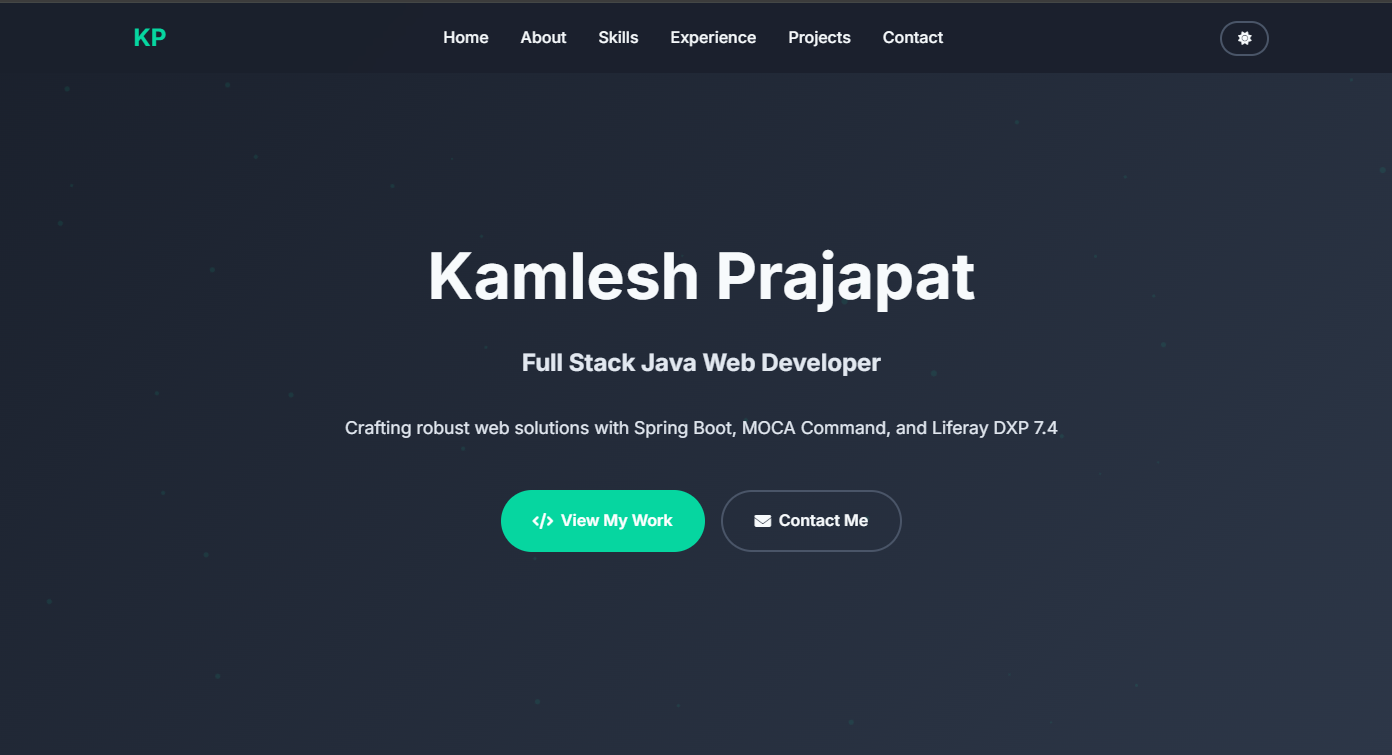 KP
Home About Skills Experience Projects Contact
Kamlesh Prajapat
Full Stack Java Web Developer
Crafting robust web solutions with Spring Boot, MOCA Command, and Liferay DXP 7.4
</> View My Work
Contact Me